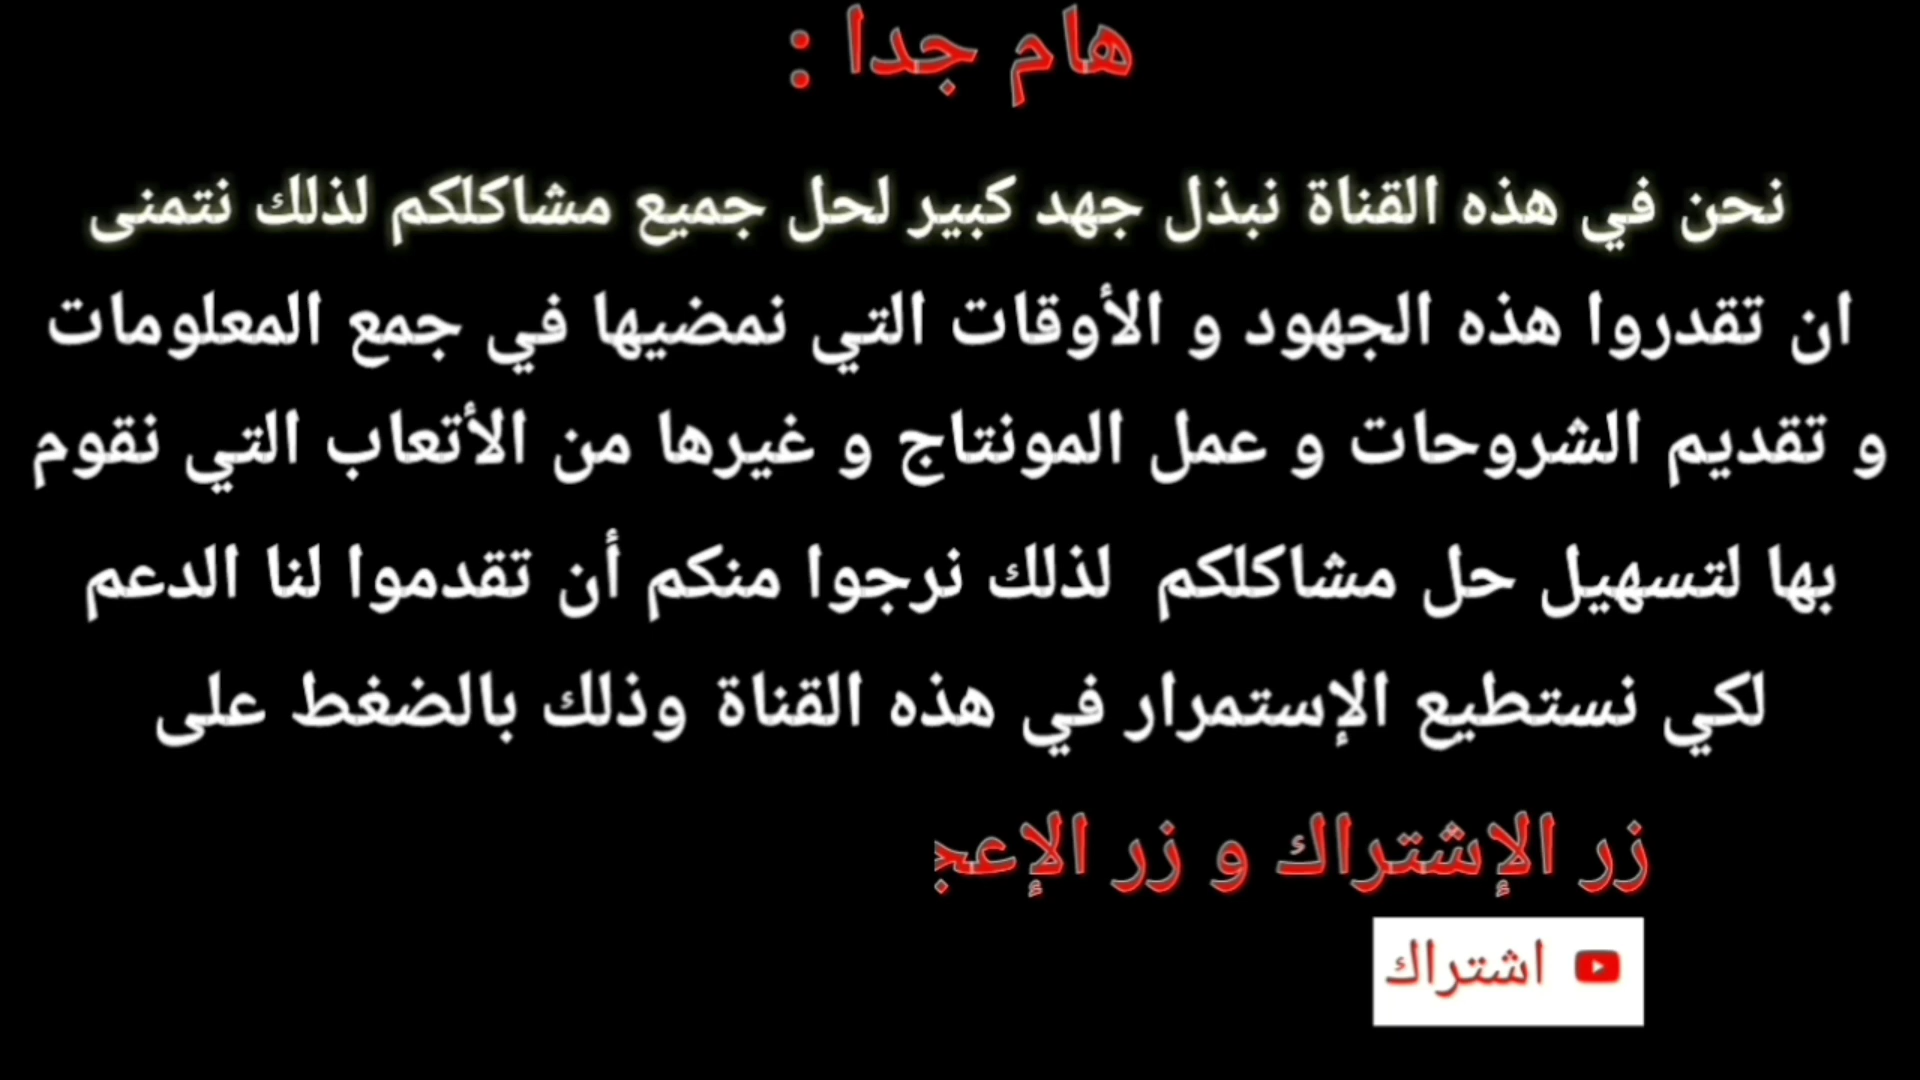 هام جدا :
نحن في هذه القناة نبذل جهد كبير لحل جميع مشاكلكم لذلك نتمنى
ان تقدروا هذه الجهود و الأوقات التي نمضيها في جمع المعلومات
و تقديم الشروحات و عمل المونتاج و غيرها من الأتعاب التي نقوم
بها لتسهيل حل مشاكلكم لذلك نرجوا منكم أن تقدموا لنا الدعم
لكي نستطيع الإستمرار في هذه القناة وذلك بالضغط على
زر الإشتراك و زر
اشتراك